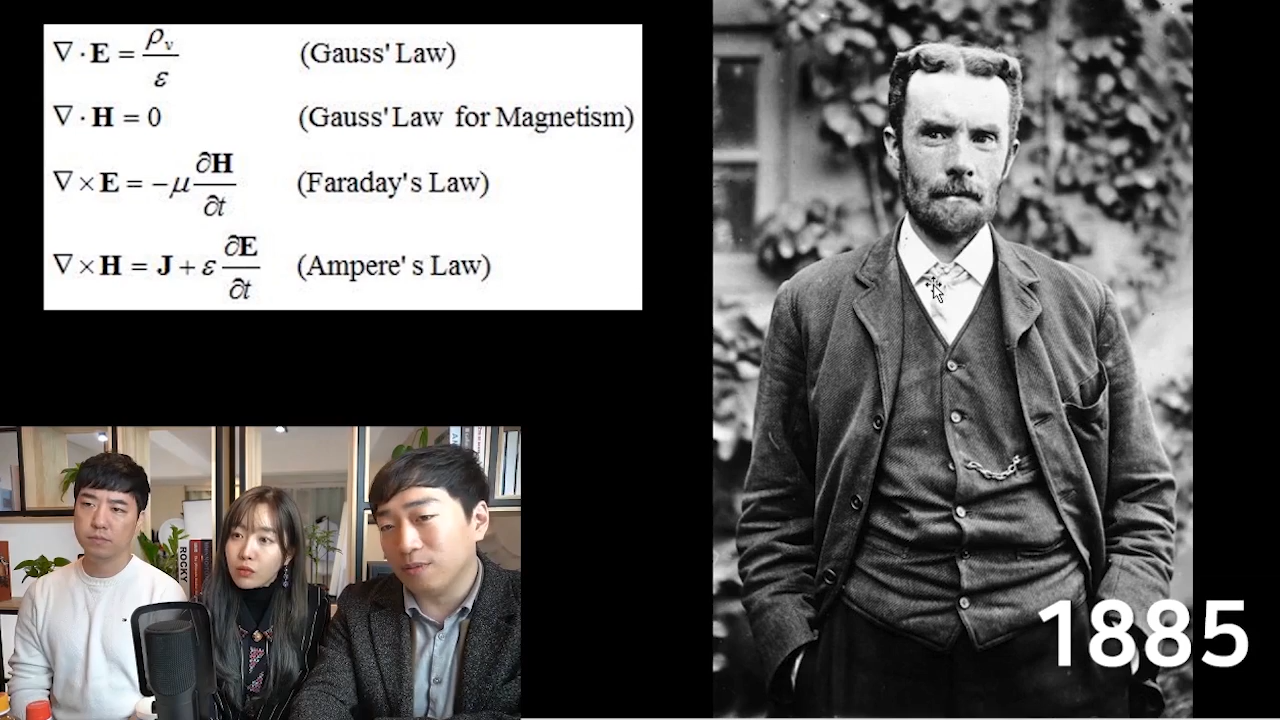 ∇ · E = ρv/ε (Gauss' Law)
∇ · H = 0 (Gauss' Law for Magnetism)
∇ × E = −μ ∂H/∂t (Faraday's Law)
∇ × H = J + ε ∂E/∂t (Ampere's Law)
ROCKY
1885